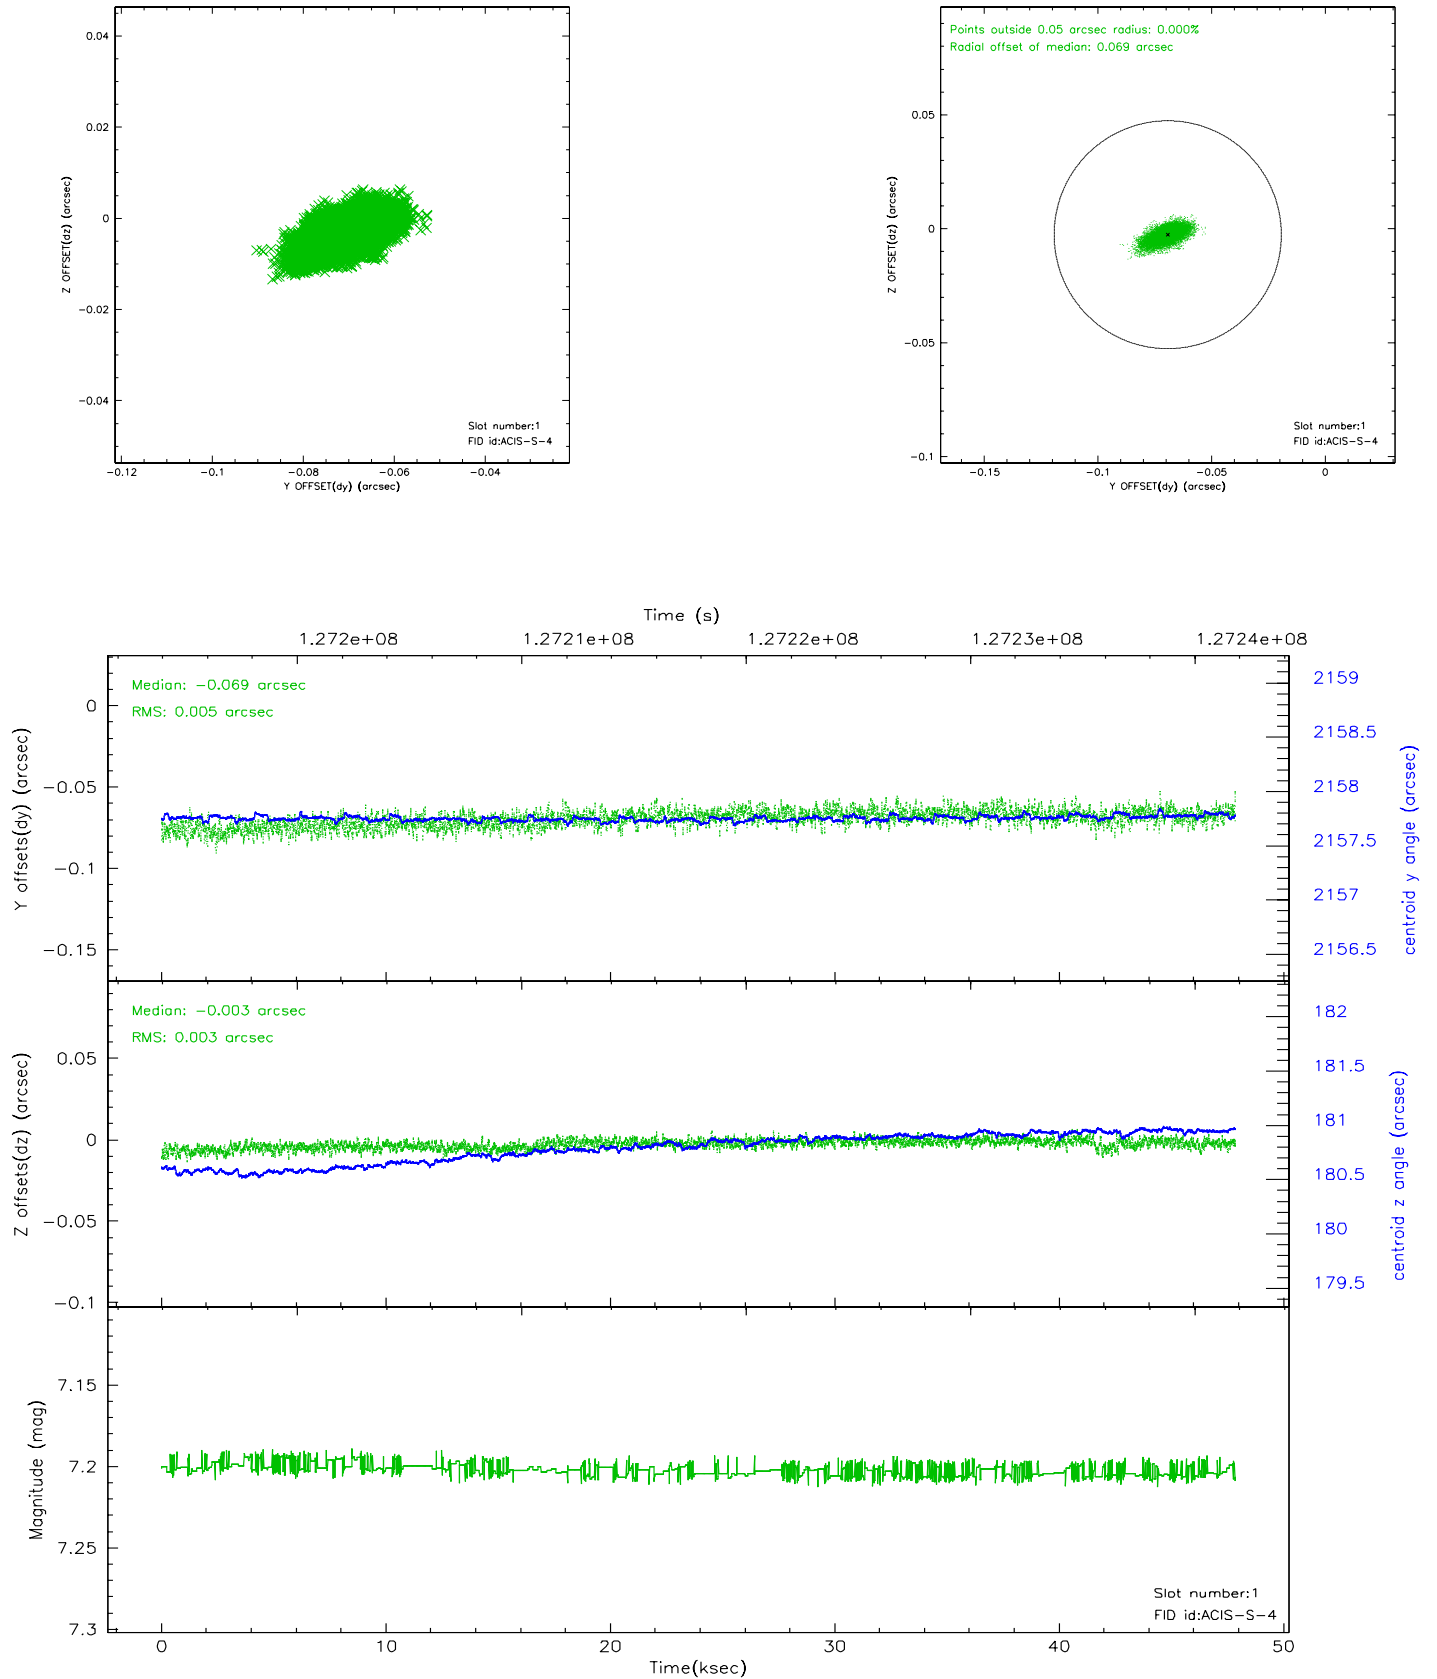 0.04
0.02
0
-0.02
-0.04
Z OFFSET(dz) (arcsec)
Slot number:1
FID id:ACIS-S-4
-0.12 -0.1 -0.08 -0.06 -0.04
Y OFFSET(dy) (arcsec)
Points outside 0.05 arcsec radius: 0.000%
Radial offset of median: 0.069 arcsec
0.05
0
-0.05
-0.1
Z OFFSET(dz) (arcsec)
Slot number:1
FID id:ACIS-S-4
-0.15 -0.1 -0.05 0
Y OFFSET(dy) (arcsec)
Time (s)
1.272e+08 1.2721e+08 1.2722e+08 1.2723e+08 1.2724e+08
Median: -0.069 arcsec
RMS: 0.005 arcsec
0
-0.05
-0.1
-0.15
Y offsets(dy) (arcsec)
2159
2158.5
2158
2157.5
2157
2156.5
centroid y angle (arcsec)
Median: -0.003 arcsec
RMS: 0.003 arcsec
0.05
0
-0.05
-0.1
Z offsets(dz) (arcsec)
182
181.5
181
180.5
180
179.5
centroid z angle (arcsec)
7.15
7.2
7.25
7.3
Magnitude (mag)
Slot number:1
FID id:ACIS-S-4
0 10 20 30 40 50
Time(ksec)